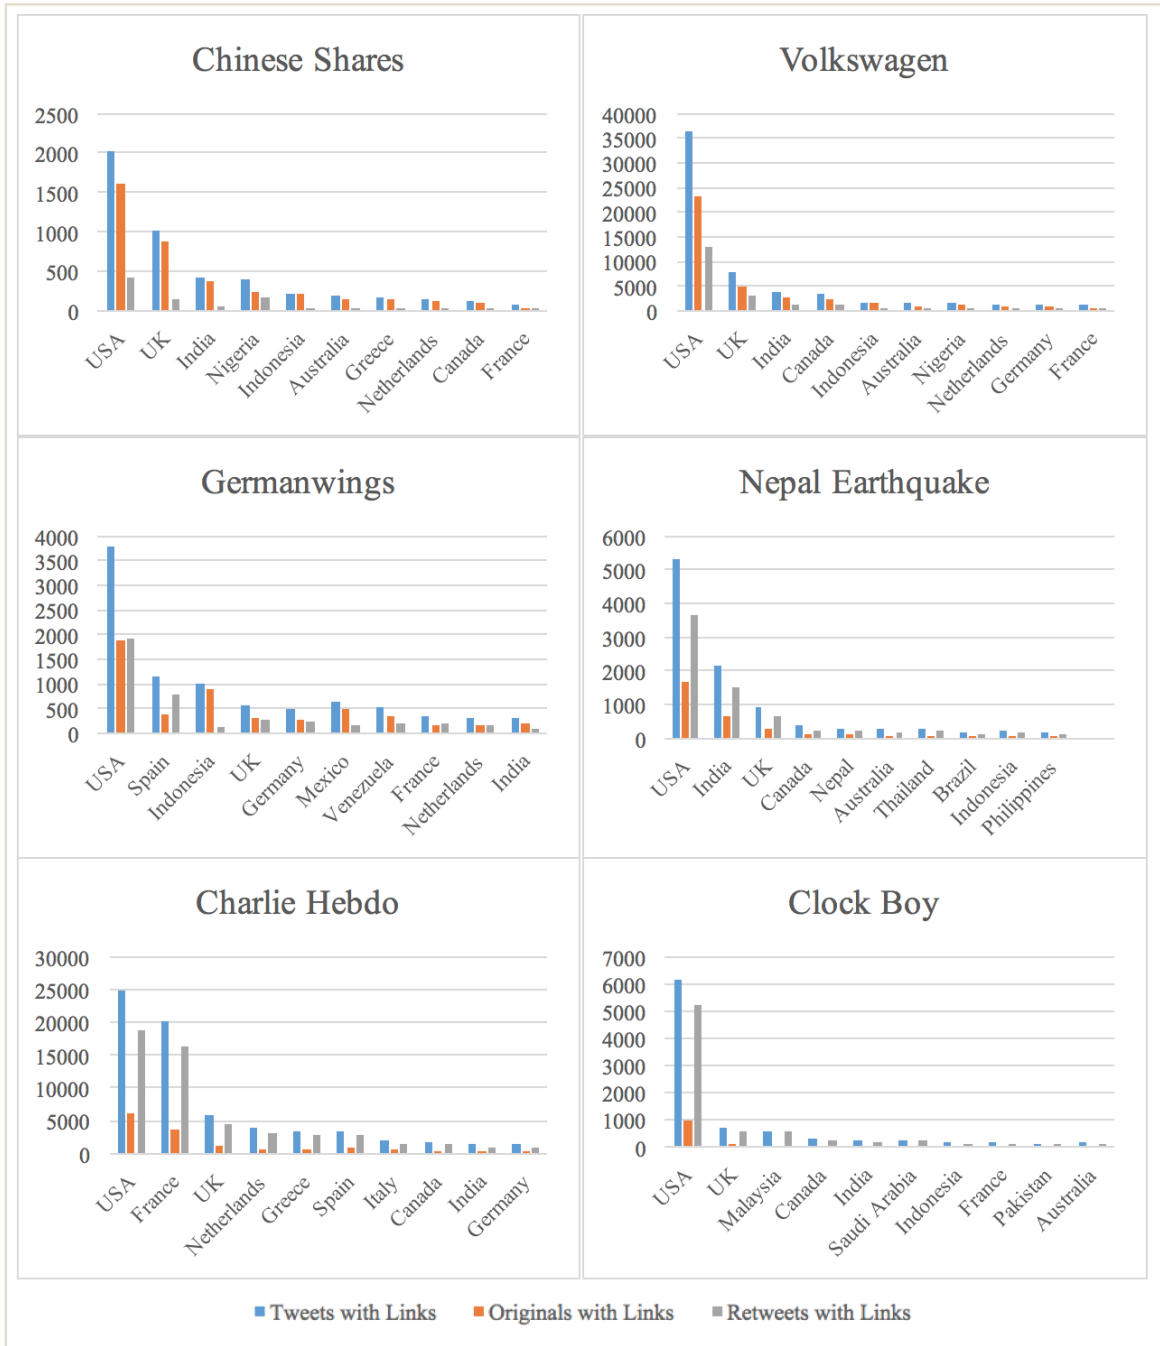 Chinese Shares
2500
2000
1500
1000
500
0
USA
UK
India
Nigeria
Indonesia
Australia
Greece
Netherlands
Canada
France
Volkswagen
40000
35000
30000
25000
20000
15000
10000
5000
0
USA
UK
India
Canada
Indonesia
Australia
Nigeria
Netherlands
Germany
France
Germanwings
4000
3500
3000
2500
2000
1500
1000
500
0
USA
Spain
Indonesia
UK
Germany
Mexico
Venezuela
France
Netherlands
India
Nepal Earthquake
6000
5000
4000
3000
2000
1000
0
USA
India
UK
Canada
Nepal
Australia
Thailand
Brazil
Indonesia
Philippines
Charlie Hebdo
30000
25000
20000
15000
10000
5000
0
USA
France
UK
Netherlands
Greece
Spain
Italy
Canada
India
Germany
Clock Boy
7000
6000
5000
4000
3000
2000
1000
0
USA
UK
Malaysia
Canada
India
Saudi Arabia
Indonesia
France
Pakistan
Australia
Tweets with Links Originals with Links Retweets with Links